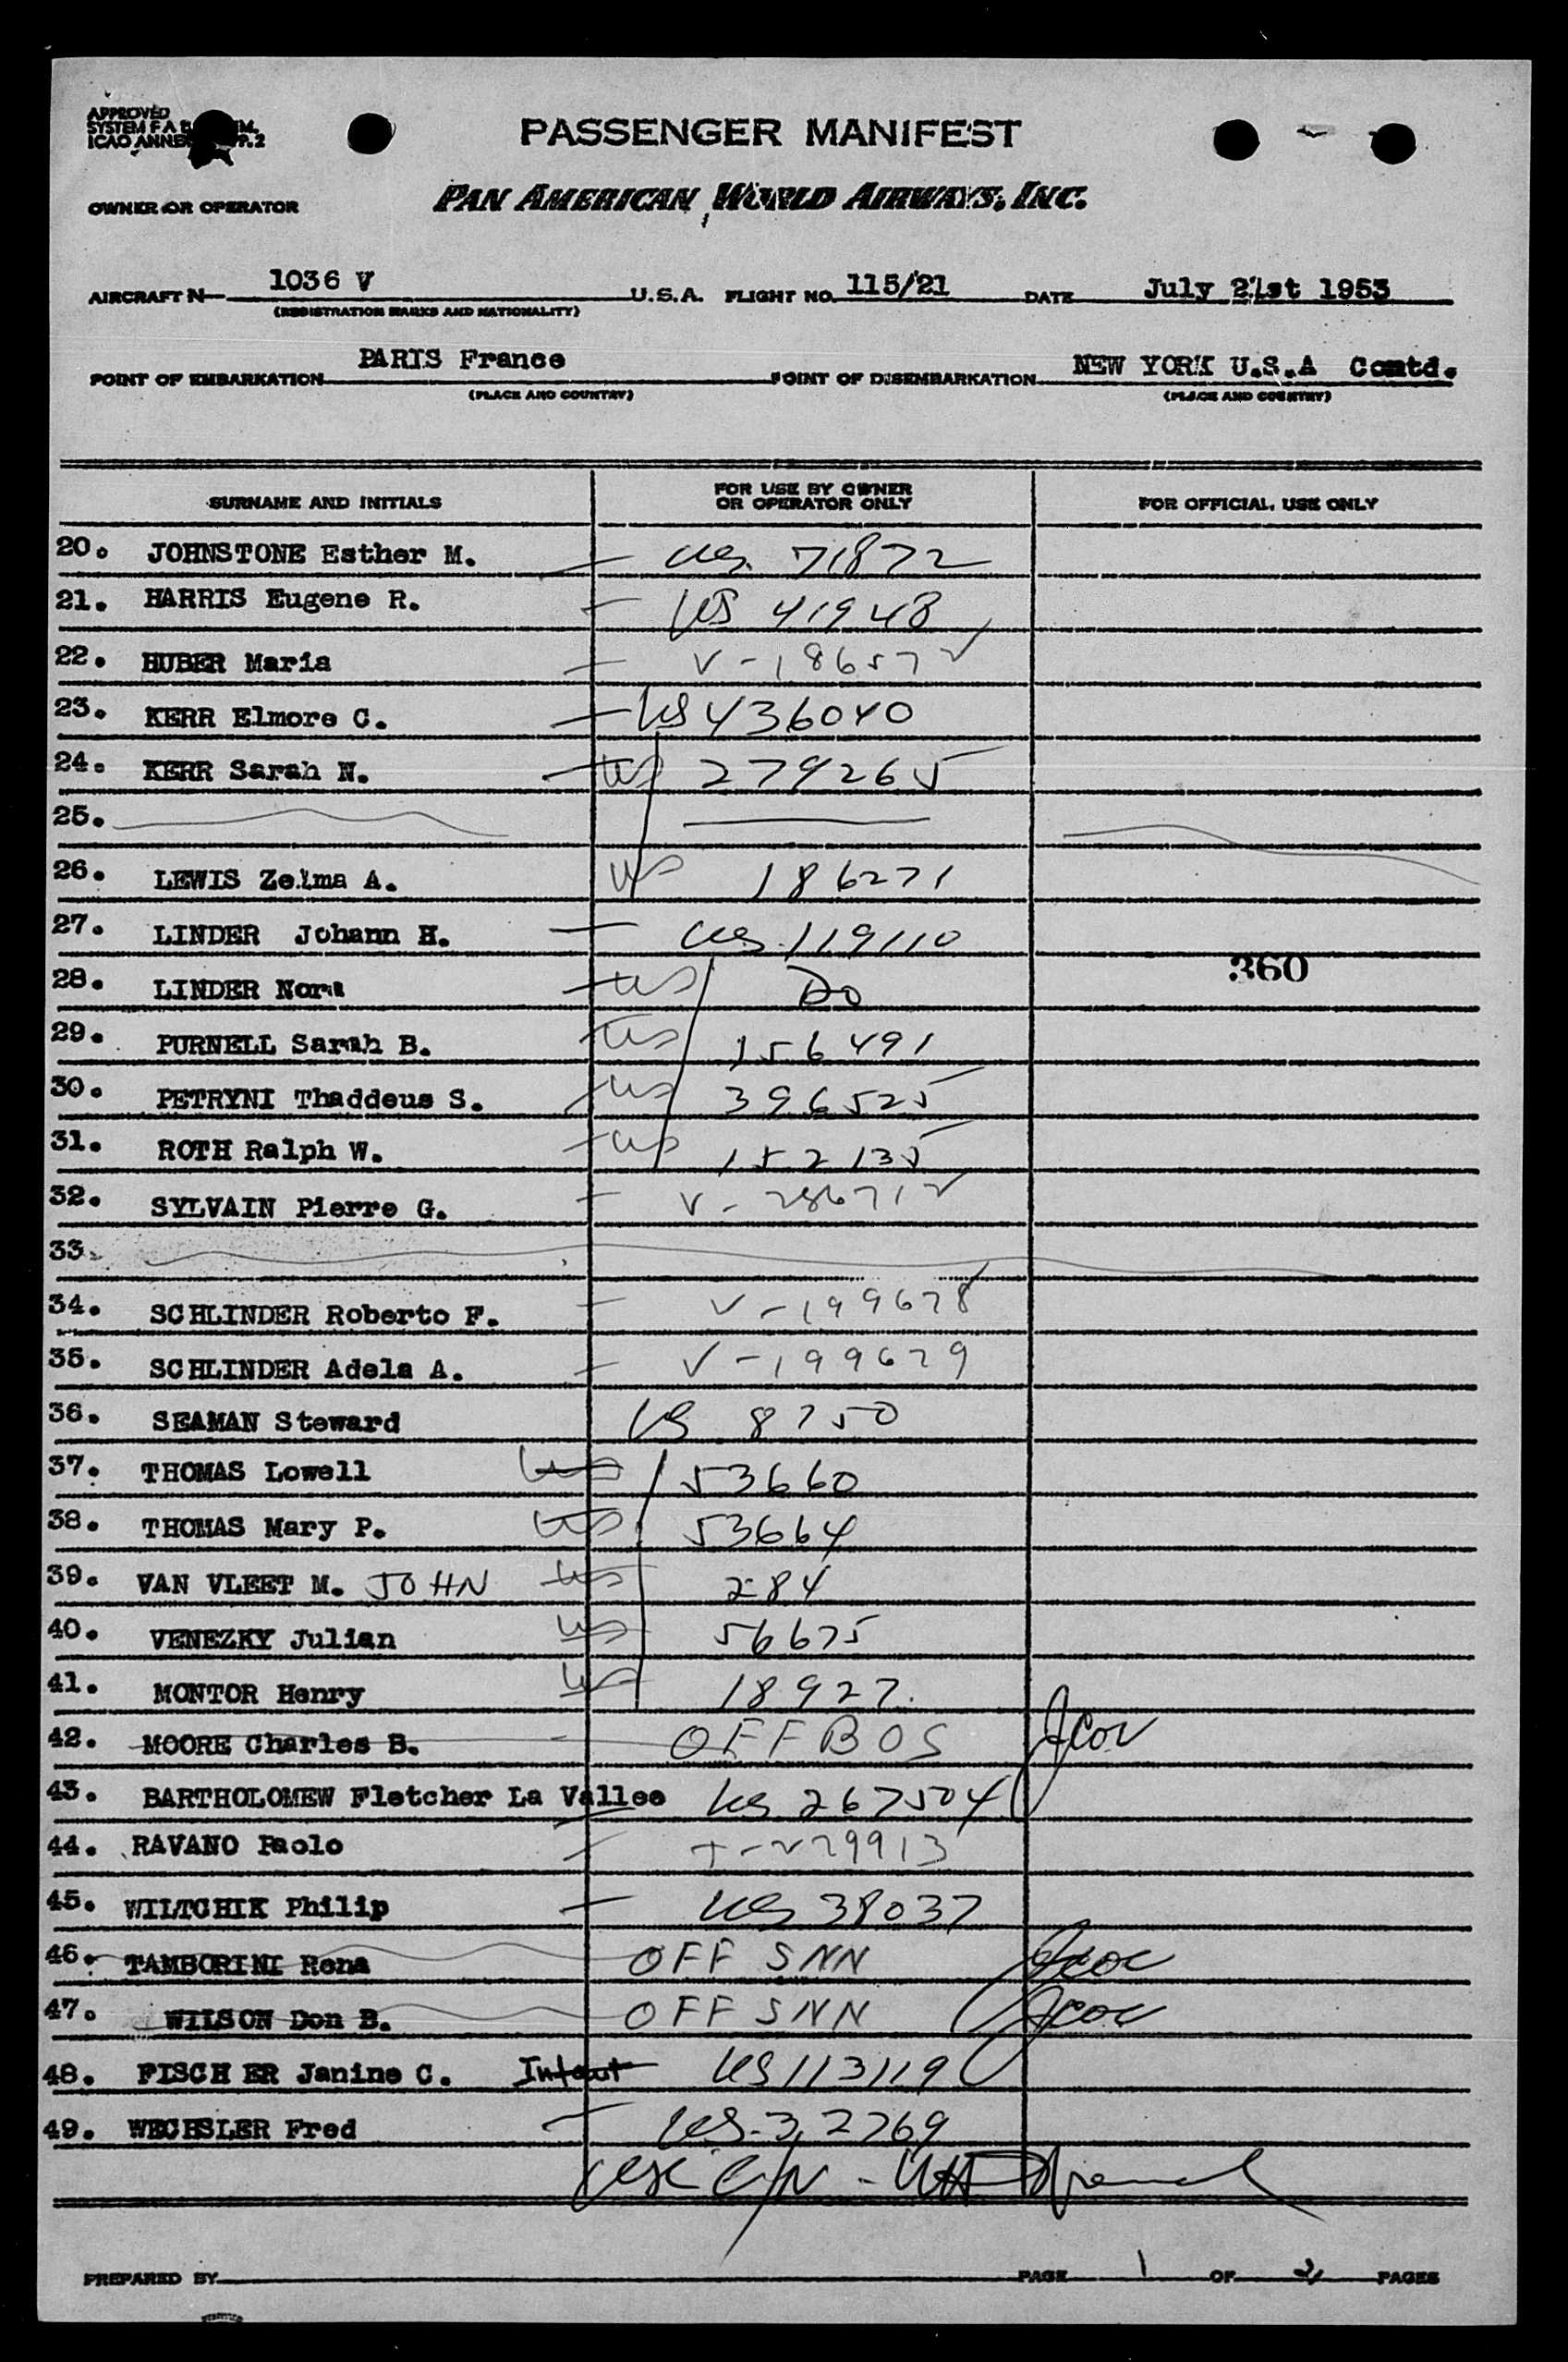 APPROVED
SYSTEM F.A.
ICAO ANNE P.2
PASSENGER MANIFEST
OWNER OR OPERATOR PAN AMERICAN WORLD AIRWAYS, INC.
AIRCRAFT N 1036 V U.S.A. FLIGHT NO. 115/21 DATE July 21st 1953
(REGISTRATION MARKS AND NATIONALITY)
POINT OF EMBARKATION PARIS France POINT OF DISEMBARKATION NEW YORK U.S.A Contd.
(PLACE AND COUNTRY) (PLACE AND COUNTRY)
SURNAME AND INITIALS FOR USE BY OWNER OR OPERATOR ONLY FOR OFFICIAL USE ONLY
20. JOHNSTONE Esther M. US. 71872
21. HARRIS Eugene R. US 41948
22. HUBER Maria V-18657
23. KERR Elmore C. US 436040
24. KERR Sarah N. US 279265
25.
26. LEWIS Zelma A. US 186271
27. LINDER Johann H. US. 119110
28. LINDER Nora US Do 360
29. PURNELL Sarah B. US 156491
30. PETRYNI Thaddeus S. US 396525
31. ROTH Ralph W. US 152135
32. SYLVAIN Pierre G. V-28671
33.
34. SCHLINDER Roberto F. V-199678
35. SCHLINDER Adela A. V-199679
36. SEAMAN Steward US 8750
37. THOMAS Lowell US 53660
38. THOMAS Mary P. US 53664
39. VAN VLEET M. JOHN US 284
40. VENEZKY Julian US 56675
41. MONTOR Henry US 18927.
42. MOORE Charles B. OFF BOS
43. BARTHOLOMEW Fletcher La Vallee US 267504
44. RAVANO Paolo 29913
45. WILTCHIK Philip US 38037
46. TAMBORINI Rena OFF SNN
47. WILSON Don B. OFF SNN
48. FISCHER Janine C. Infant US 113119
49. WECHSLER Fred US. 32769
PREPARED BY PAGE 1 OF 2 PAGES